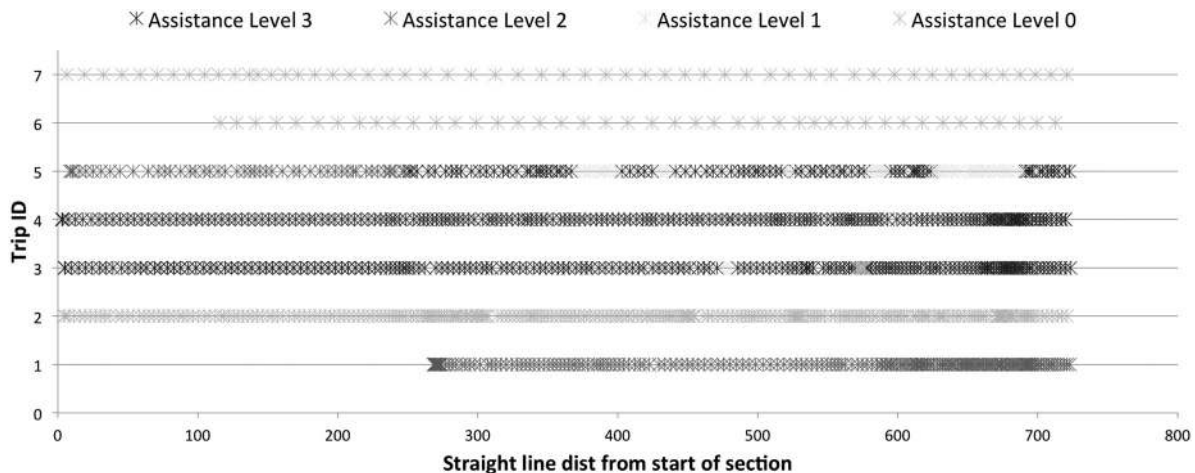 Assistance Level 3 Assistance Level 2 Assistance Level 1 Assistance Level 0
7
6
5
4
3
2
1
0
Trip ID
0 100 200 300 400 500 600 700 800
Straight line dist from start of section